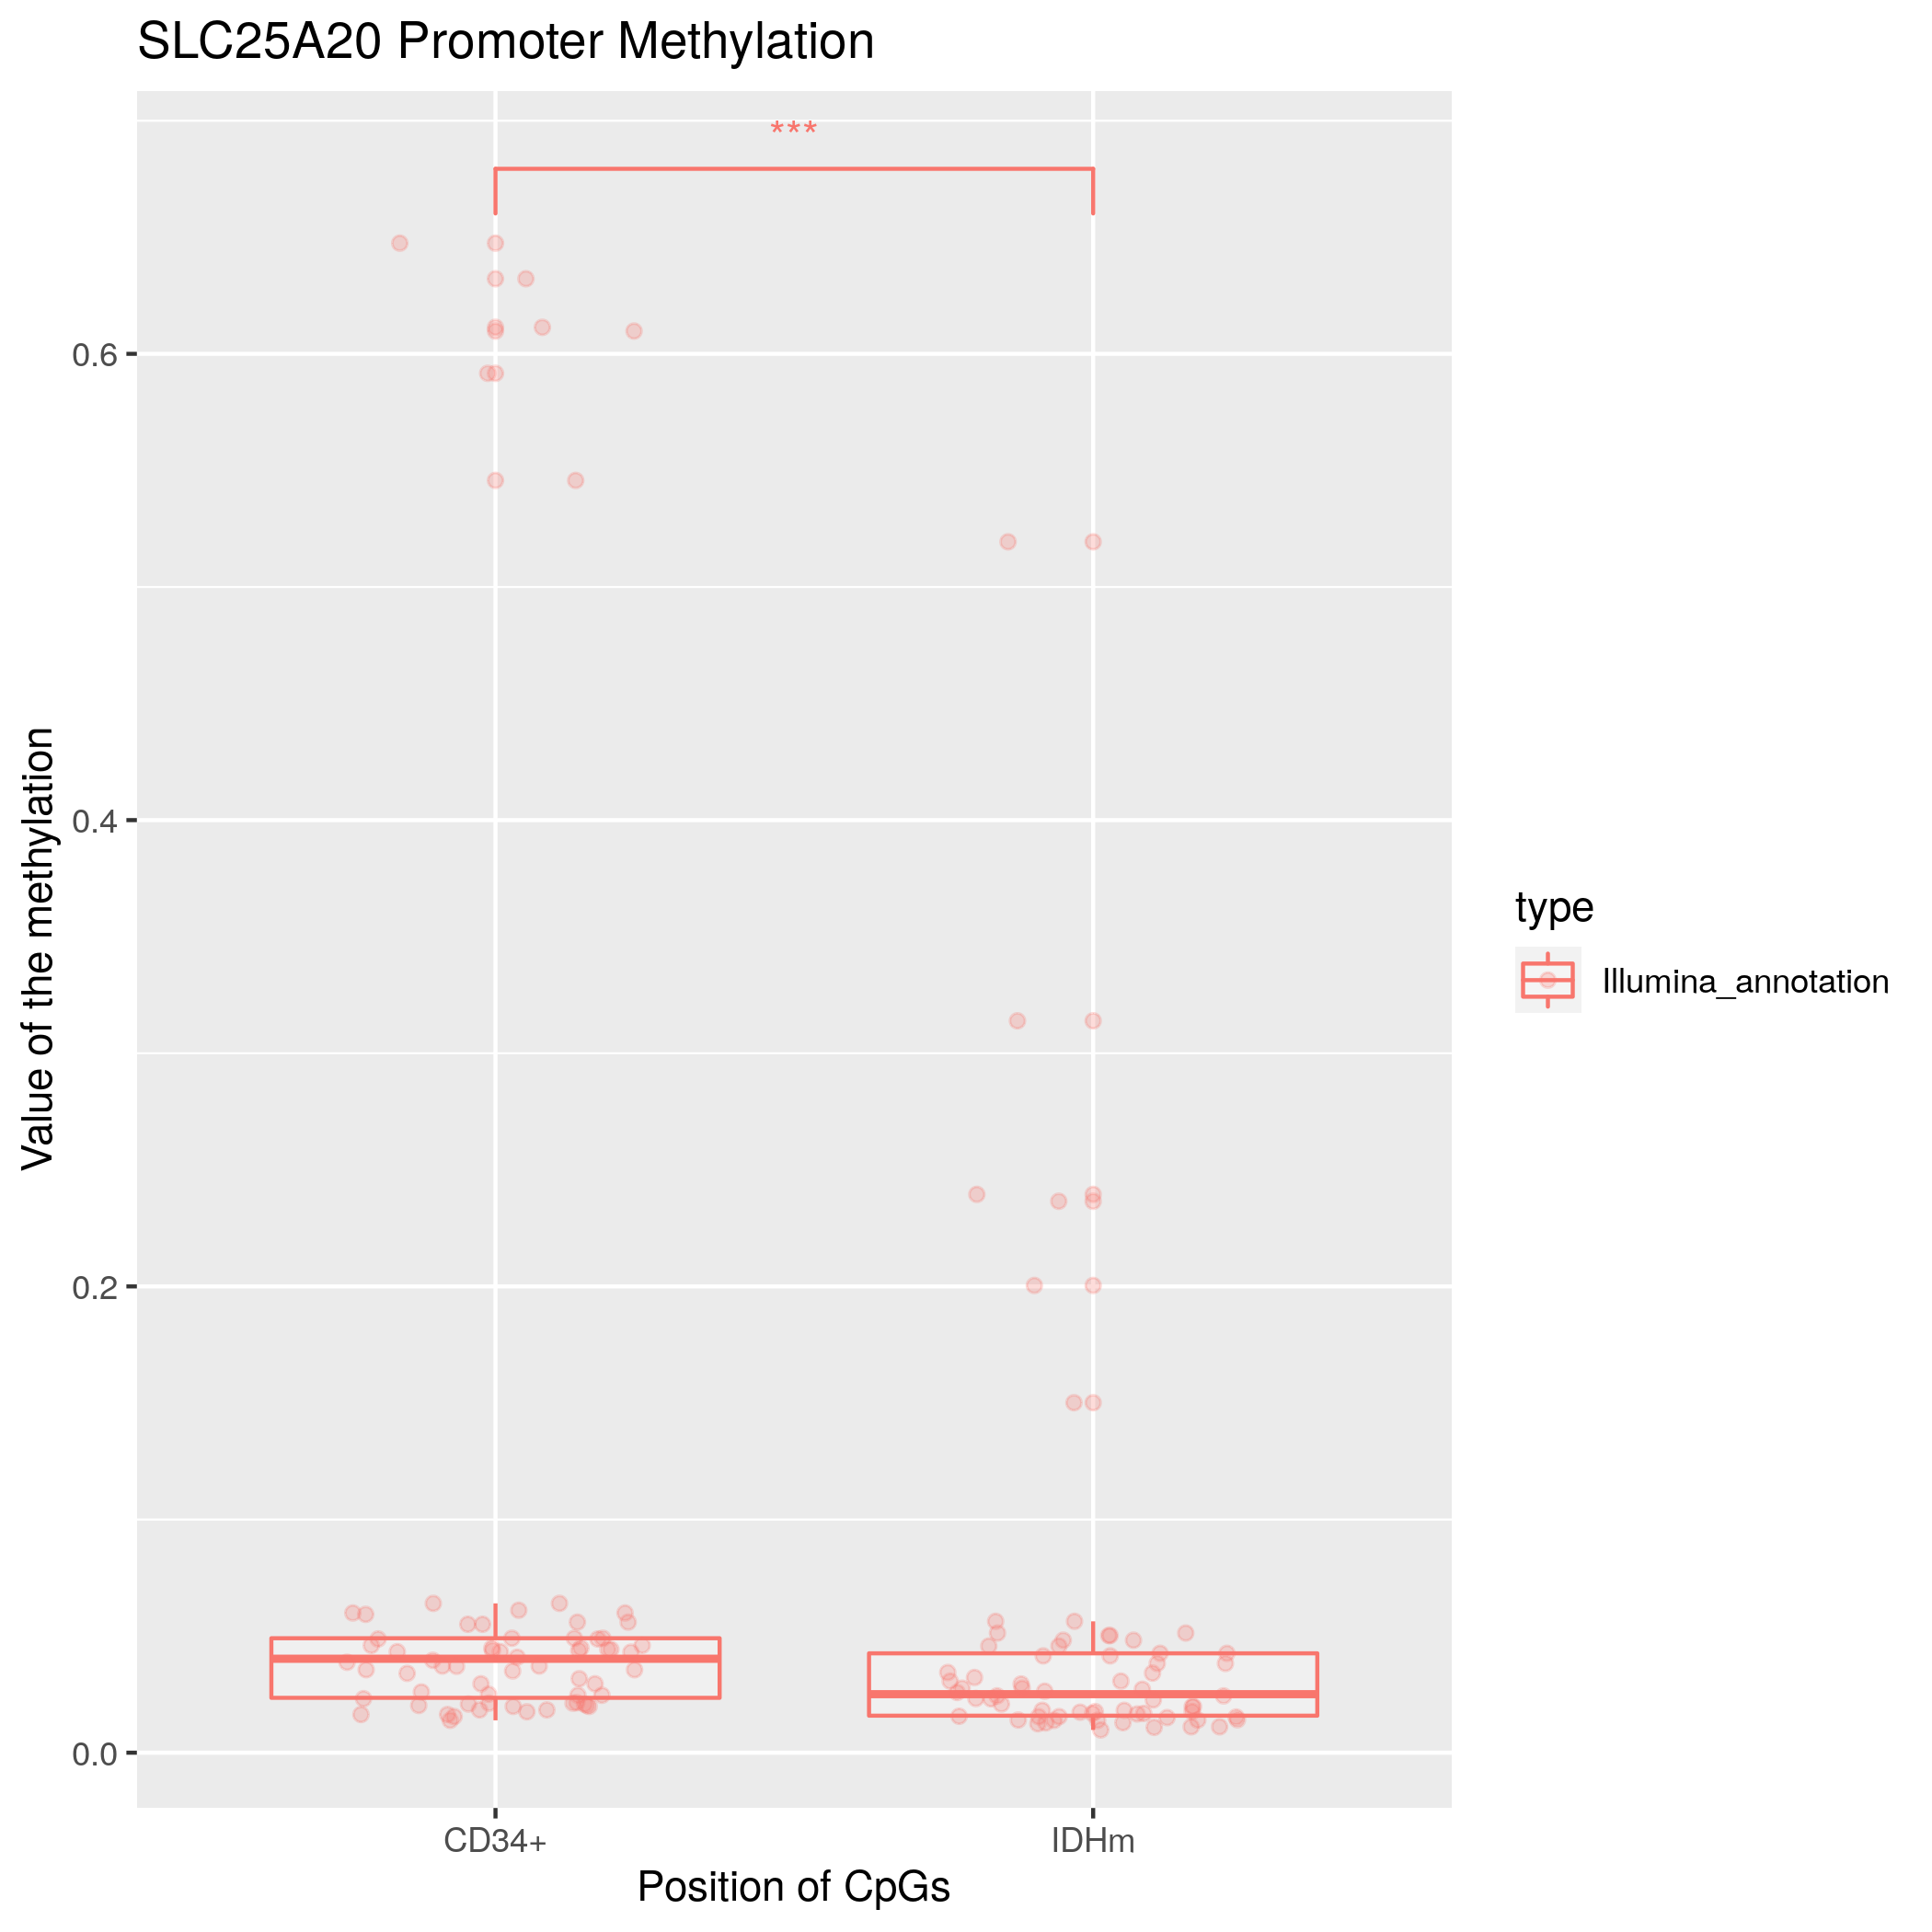 SLC25A20 Promoter Methylation
***
0.6
0.4
0.2
0.0
Value of the methylation
CD34+
IDHm
Position of CpGs
type
Illumina_annotation